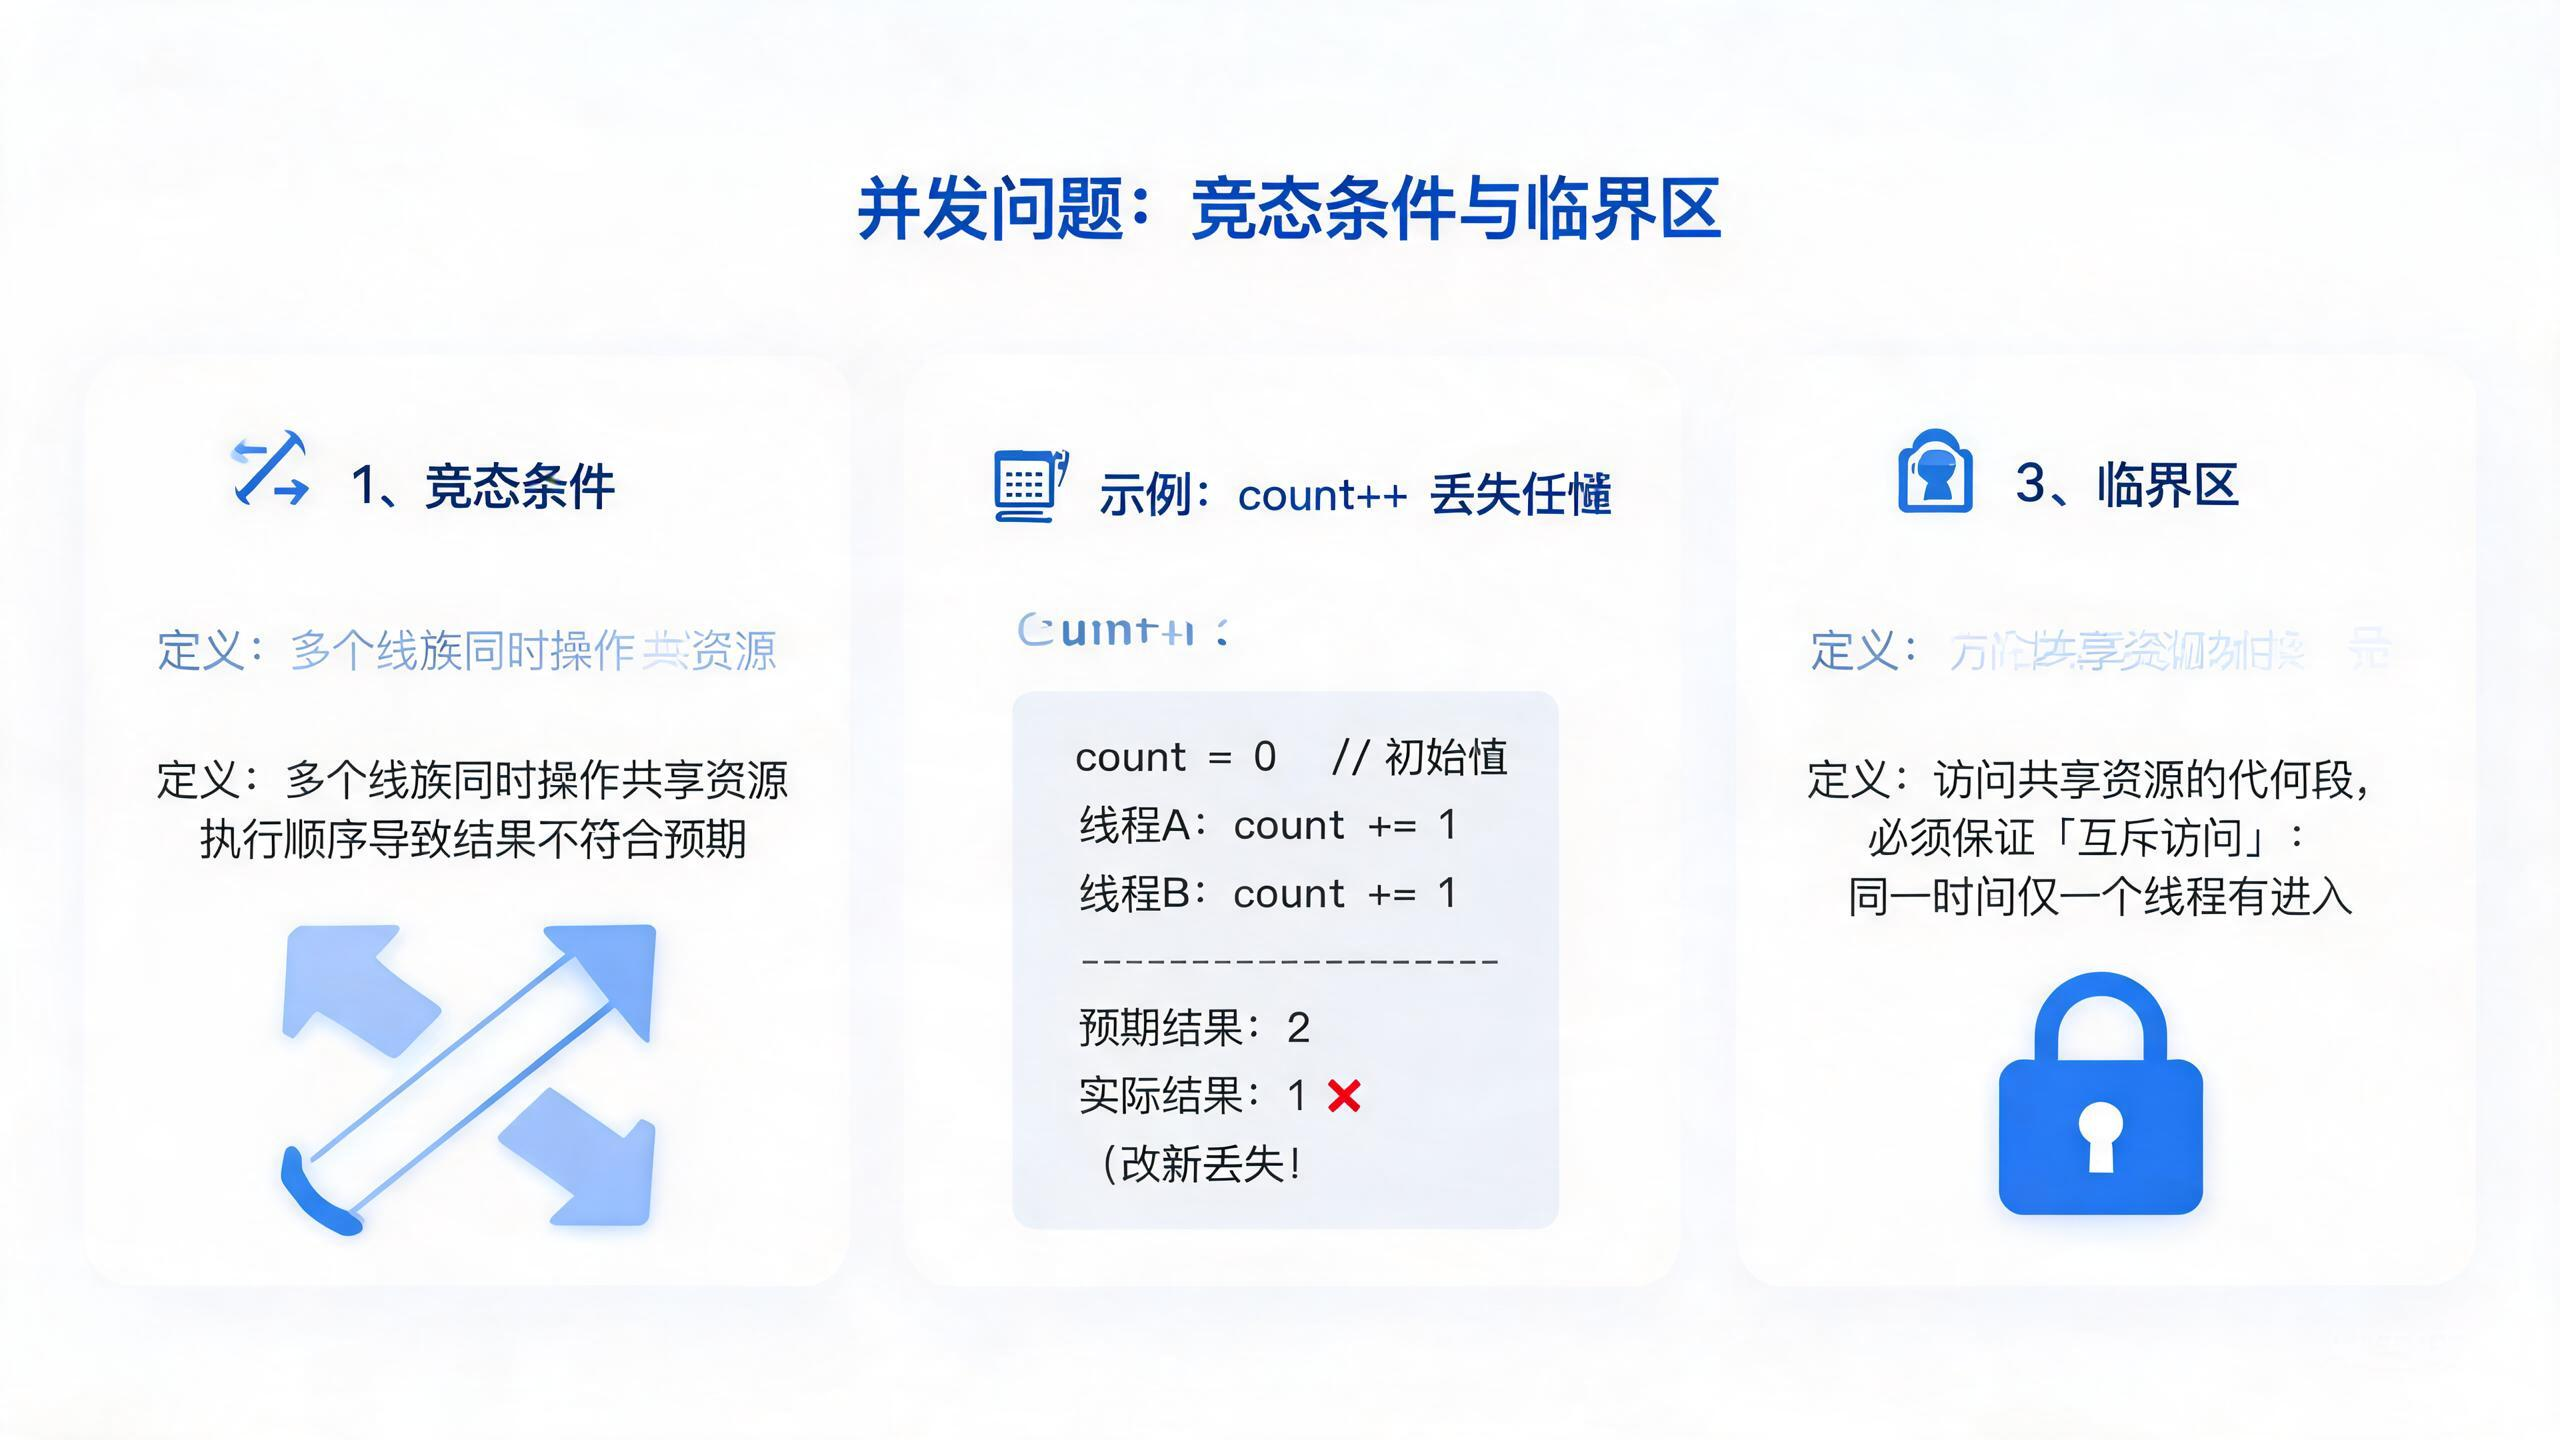 并发问题：竞态条件与临界区
1、竞态条件
定义：多个线族同时操作共资源
定义：多个线族同时操作共享资源
执行顺序导致结果不符合预期
示例：count++ 丢失任
count = 0 // 初始
线程A：count += 1
线程B：count += 1
-------------------
预期结果：2
实际结果：1 ❌
（改新丢失！
3、临界区
定义：
定义：访问共享资源的代何段，
必须保证「互斥访问」：
同一时间仅一个线程有进入